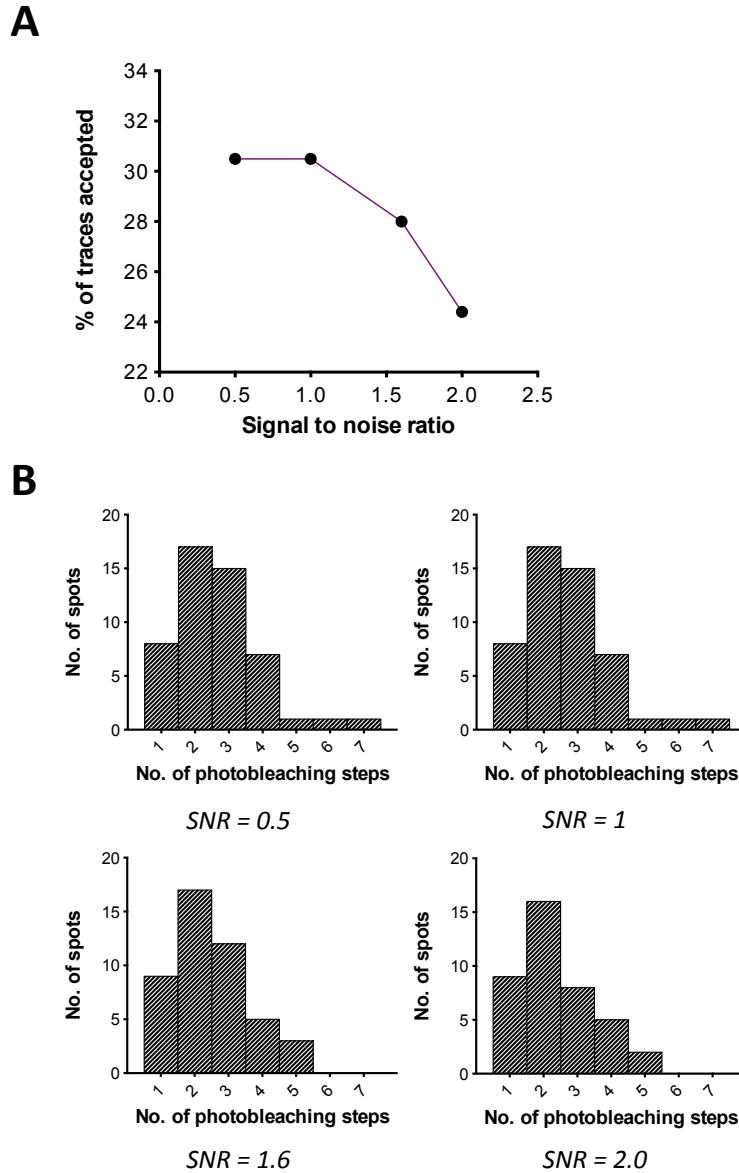 A
34
32
30
28
26
24
22
% of traces accepted
0.0 0.5 1.0 1.5 2.0 2.5
Signal to noise ratio
B
20
15
10
5
0
No. of spots
1 2 3 4 5 6 7
No. of photobleaching steps
SNR = 0.5
20
15
10
5
0
No. of spots
1 2 3 4 5 6 7
No. of photobleaching steps
SNR = 1
20
15
10
5
0
No. of spots
1 2 3 4 5 6 7
No. of photobleaching steps
SNR = 1.6
20
15
10
5
0
No. of spots
1 2 3 4 5 6 7
No. of photobleaching steps
SNR = 2.0